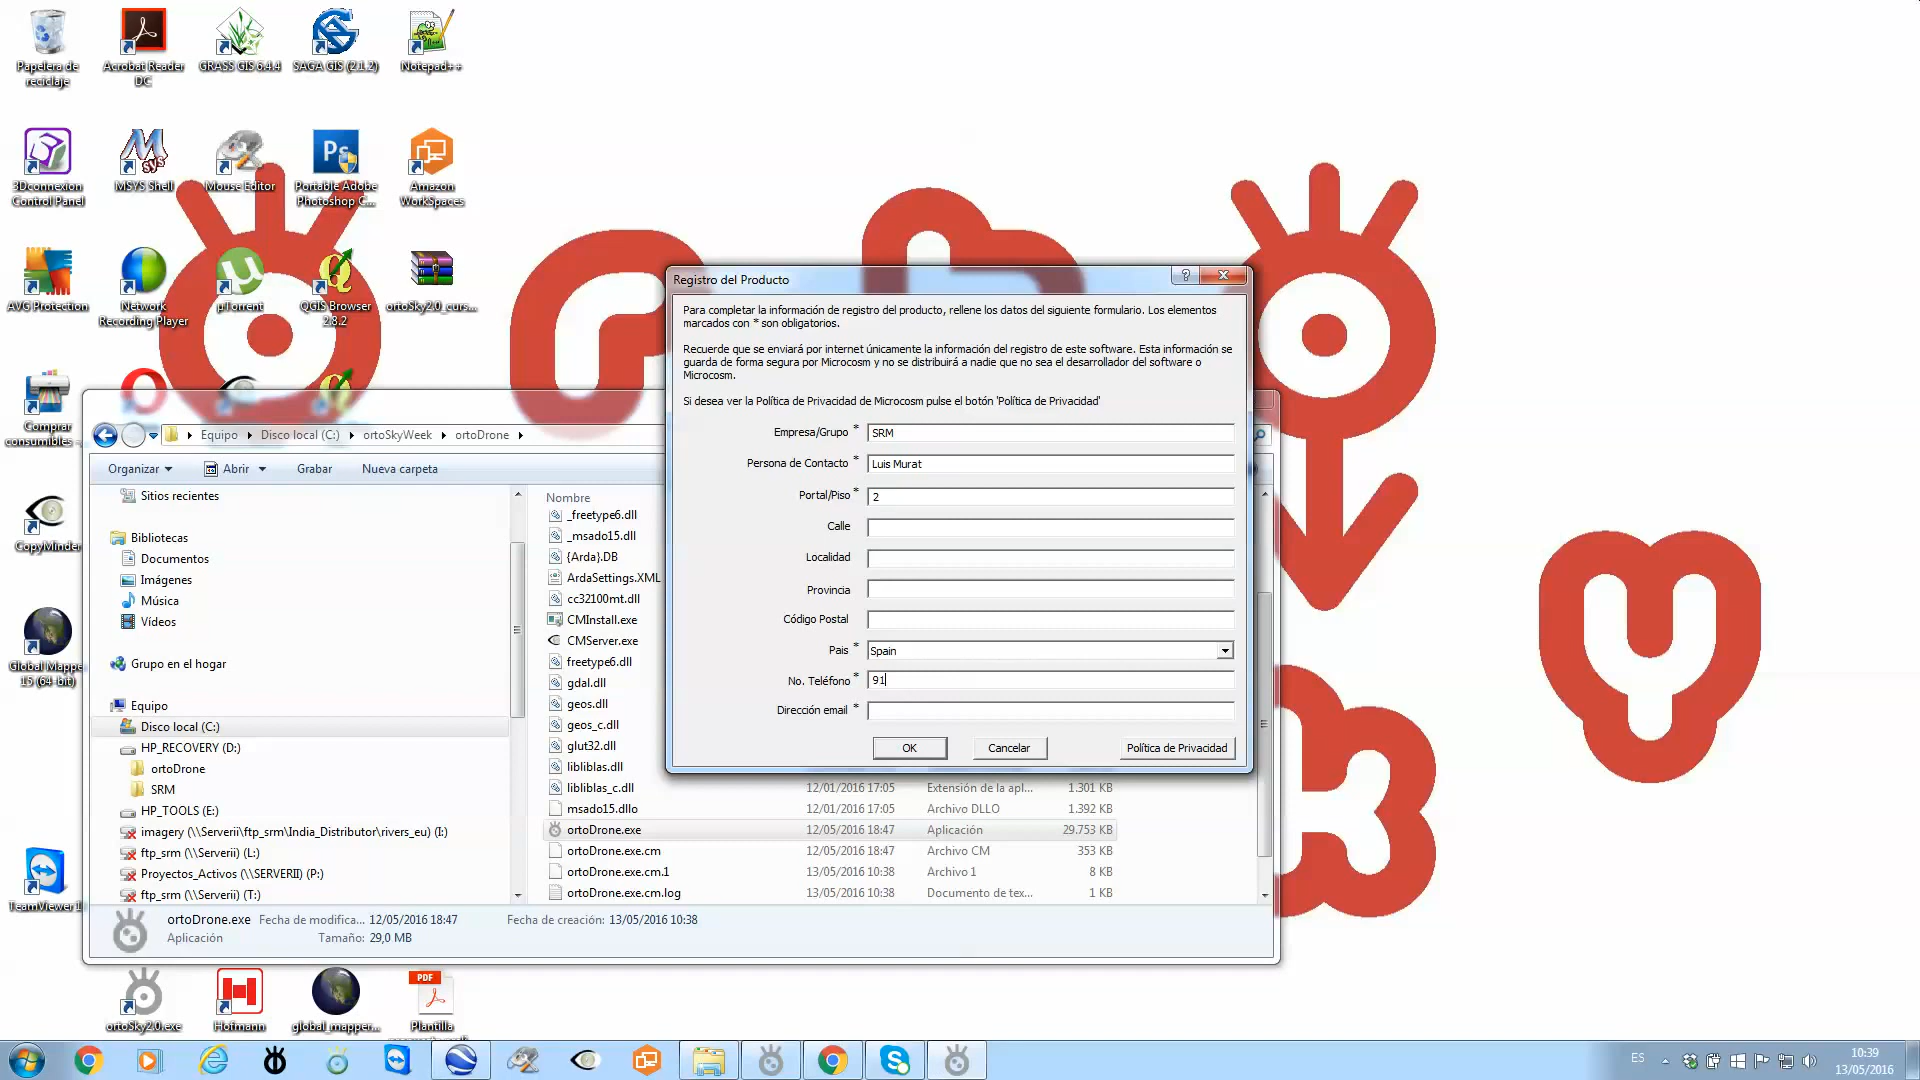 Papelera de
reciclaje
Acrobat Reader
DC
GRASS GIS 6.4.4
SAGA GIS (2.1.2)
Notepad++
3Dconnexion
Control Panel
MSYS Shell
Mouse Editor
Portable Adobe
Photoshop C...
Amazon
WorkSpaces
AVG Protection
Network
Recording Player
µTorrent
QGIS Browser
2.8.2
ortoSky2.0_curs...
Comprar
consumibles -
CopyMinder
Global Mapper
15 (64-bit)
TeamViewer 1
Registro del Producto
Para completar la información de registro del producto, rellene los datos del siguiente formulario. Los elementos
marcados con * son obligatorios.
Recuerde que se enviará por internet únicamente la información del registro de este software. Esta información se
guarda de forma segura por Microcosm y no se distribuirá a nadie que no sea el desarrollador del software o
Microcosm.
Si desea ver la Política de Privacidad de Microcosm pulse el botón 'Política de Privacidad'
Empresa/Grupo * SRM
Persona de Contacto * Luis Murat
Portal/Piso * 2
Calle
Localidad
Provincia
Código Postal
Pais * Spain
No. Teléfono * 91
Dirección email *
OK Cancelar Política de Privacidad
Equipo Disco local (C:) ortoSkyWeek ortoDrone
Organizar Abrir Grabar Nueva carpeta
Sitios recientes
Bibliotecas
Documentos
Imágenes
Música
Vídeos
Grupo en el hogar
Equipo
Disco local (C:)
HP_RECOVERY (D:)
ortoDrone
SRM
HP_TOOLS (E:)
imagery (\\Serverii\ftp_srm\India_Distributor\rivers_eu) (I:)
ftp_srm (\\Serverii) (L:)
Proyectos_Activos (\\SERVERII) (P:)
ftp_srm (\\Serverii) (T:)
Nombre
_freetype6.dll
_msado15.dll
{Arda}.DB
ArdaSettings.XML
cc32100mt.dll
CMInstall.exe
CMServer.exe
freetype6.dll
gdal.dll
geos.dll
geos_c.dll
glut32.dll
libliblas.dll
libliblas_c.dll 12/01/2016 17:05 Extensión de la apl... 1.301 KB
msado15.dllo 12/01/2016 17:05 Archivo DLLO 1.392 KB
ortoDrone.exe 12/05/2016 18:47 Aplicación 29.753 KB
ortoDrone.exe.cm 12/05/2016 18:47 Archivo CM 353 KB
ortoDrone.exe.cm.1 13/05/2016 10:38 Archivo 1 8 KB
ortoDrone.exe.cm.log 13/05/2016 10:38 Documento de tex... 1 KB
ortoDrone.exe Fecha de modifica... 12/05/2016 18:47 Fecha de creación: 13/05/2016 10:38
Aplicación Tamaño: 29,0 MB
PDF
ortoSky2.0.exe
Hofmann
global_mapper...
Plantilla
Ps
ES
10:39
13/05/2016